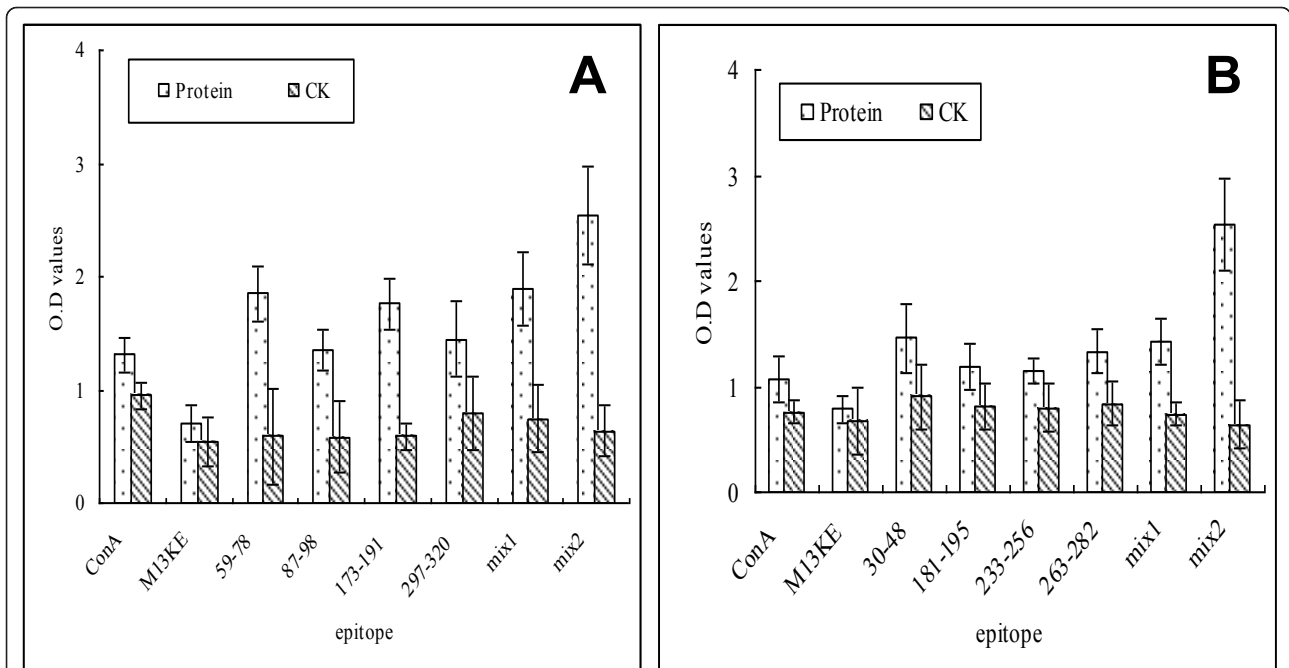 A
Protein CK
4
3
2
1
0
O.D values
ConA
M13KE
59-78
87-98
173-191
297-320
mix1
mix2
epitope
B
Protein CK
4
3
2
1
0
O.D values
ConA
M13KE
30-48
181-195
233-256
263-282
mix1
mix2
epitope